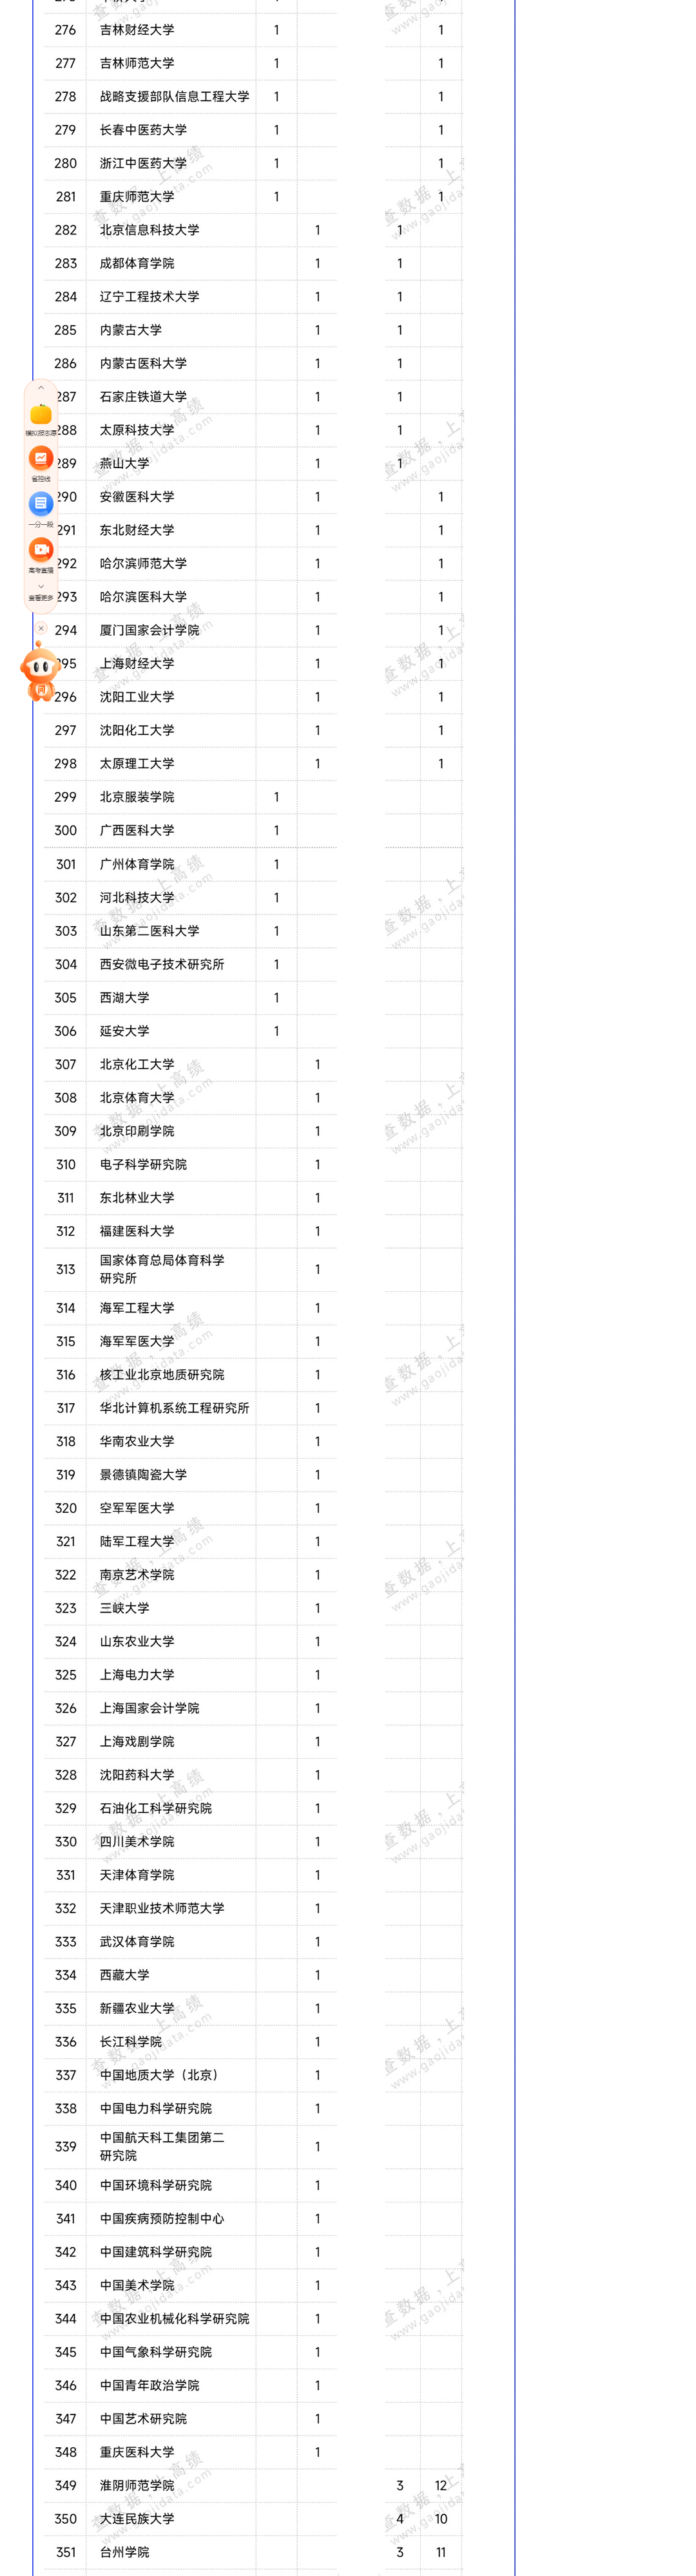 276 吉林财经大学 1 1
277 吉林师范大学 1 1
278 战略支援部队信息工程大学 1 1
279 长春中医药大学 1 1
280 浙江中医药大学 1 1
281 重庆师范大学 1 1
282 北京信息科技大学 1 1
283 成都体育学院 1 1
284 辽宁工程技术大学 1 1
285 内蒙古大学 1 1
286 内蒙古医科大学 1 1
287 石家庄铁道大学 1 1
模拟报志愿
288 太原科技大学 1 1
289 燕山大学 1 1
省控线
290 安徽医科大学 1 1
一分一段
291 东北财经大学 1 1
292 哈尔滨师范大学 1 1
高考直播
293 哈尔滨医科大学 1 1
查看更多
294 厦门国家会计学院 1 1
295 上海财经大学 1 1
296 沈阳工业大学 1 1
297 沈阳化工大学 1 1
298 太原理工大学 1 1
299 北京服装学院 1
300 广西医科大学 1
301 广州体育学院 1
302 河北科技大学 1
303 山东第二医科大学 1
304 西安微电子技术研究所 1
305 西湖大学 1
306 延安大学 1
307 北京化工大学 1
308 北京体育大学 1
309 北京印刷学院 1
310 电子科学研究院 1
311 东北林业大学 1
312 福建医科大学 1
313 国家体育总局体育科学
研究所 1
314 海军工程大学 1
315 海军军医大学 1
316 核工业北京地质研究院 1
317 华北计算机系统工程研究所 1
318 华南农业大学 1
319 景德镇陶瓷大学 1
320 空军军医大学 1
321 陆军工程大学 1
322 南京艺术学院 1
323 三峡大学 1
324 山东农业大学 1
325 上海电力大学 1
326 上海国家会计学院 1
327 上海戏剧学院 1
328 沈阳药科大学 1
329 石油化工科学研究院 1
330 四川美术学院 1
331 天津体育学院 1
332 天津职业技术师范大学 1
333 武汉体育学院 1
334 西藏大学 1
335 新疆农业大学 1
336 长江科学院 1
337 中国地质大学（北京） 1
338 中国电力科学研究院 1
339 中国航天科工集团第二
研究院 1
340 中国环境科学研究院 1
341 中国疾病预防控制中心 1
342 中国建筑科学研究院 1
343 中国美术学院 1
344 中国农业机械化科学研究院 1
345 中国气象科学研究院 1
346 中国青年政治学院 1
347 中国艺术研究院 1
348 重庆医科大学 1
349 淮阴师范学院 3 12
350 大连民族大学 4 10
351 台州学院 3 11
查数据，上高绩
www.gaojidata.com